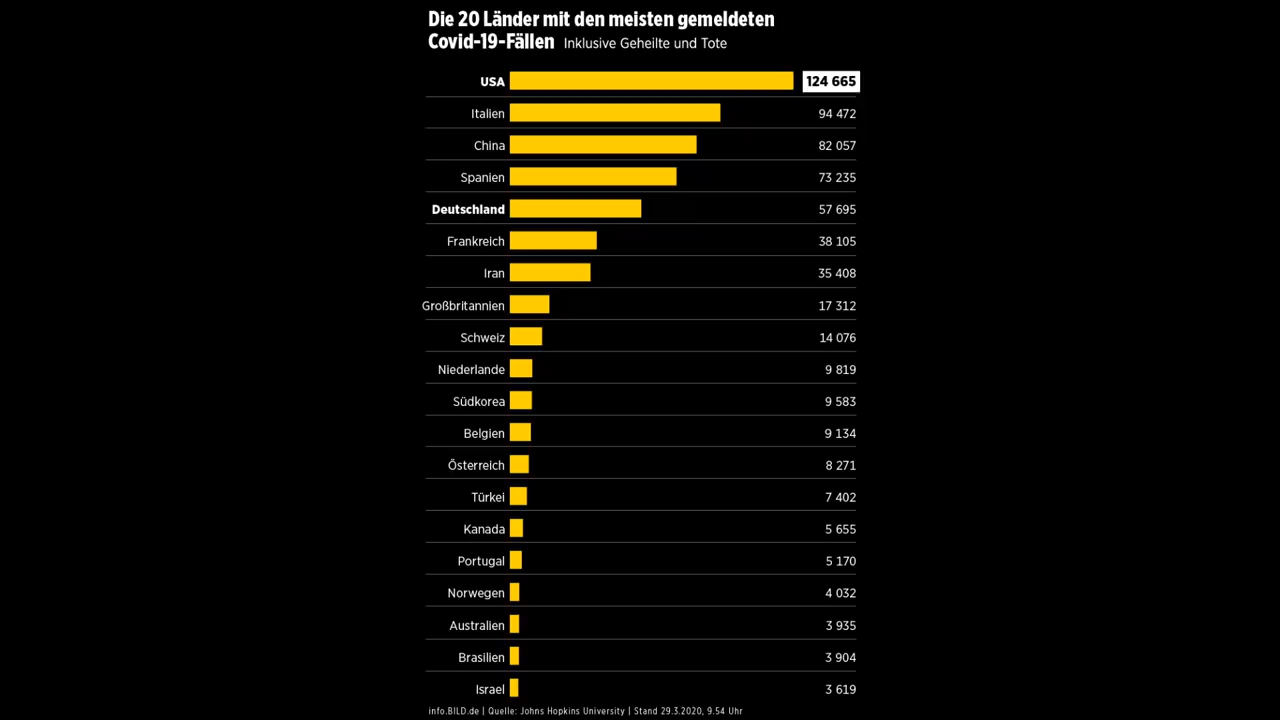 Die 20 Länder mit den meisten gemeldeten
Covid-19-Fällen Inklusive Geheilte und Tote
USA 124 665
Italien 94 472
China 82 057
Spanien 73 235
Deutschland 57 695
Frankreich 38 105
Iran 35 408
Großbritannien 17 312
Schweiz 14 076
Niederlande 9 819
Südkorea 9 583
Belgien 9 134
Österreich 8 271
Türkei 7 402
Kanada 5 655
Portugal 5 170
Norwegen 4 032
Australien 3 935
Brasilien 3 904
Israel 3 619
info.BILD.de | Quelle: Johns Hopkins University | Stand 29.3.2020, 9.54 Uhr